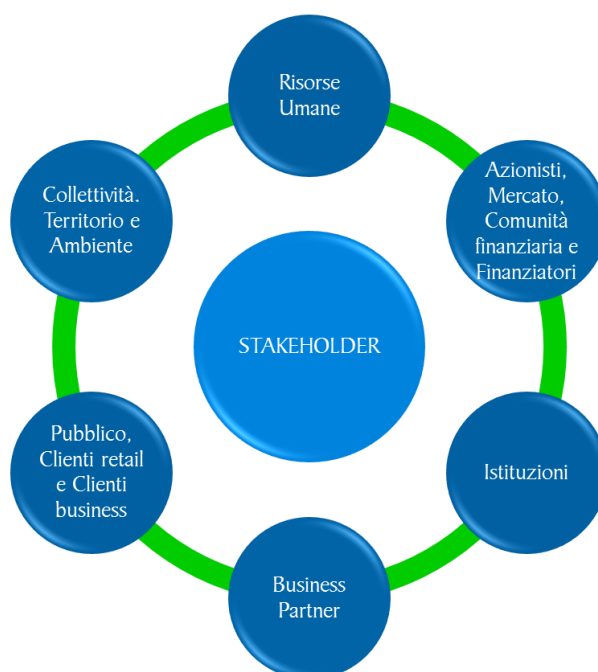 Risorse
Umane
Azionisti,
Mercato,
Comunità
finanziaria e
Finanziatori
Collettività.
Territorio e
Ambiente
STAKEHOLDER
Pubblico,
Clienti retail
e Clienti
business
Istituzioni
Business
Partner